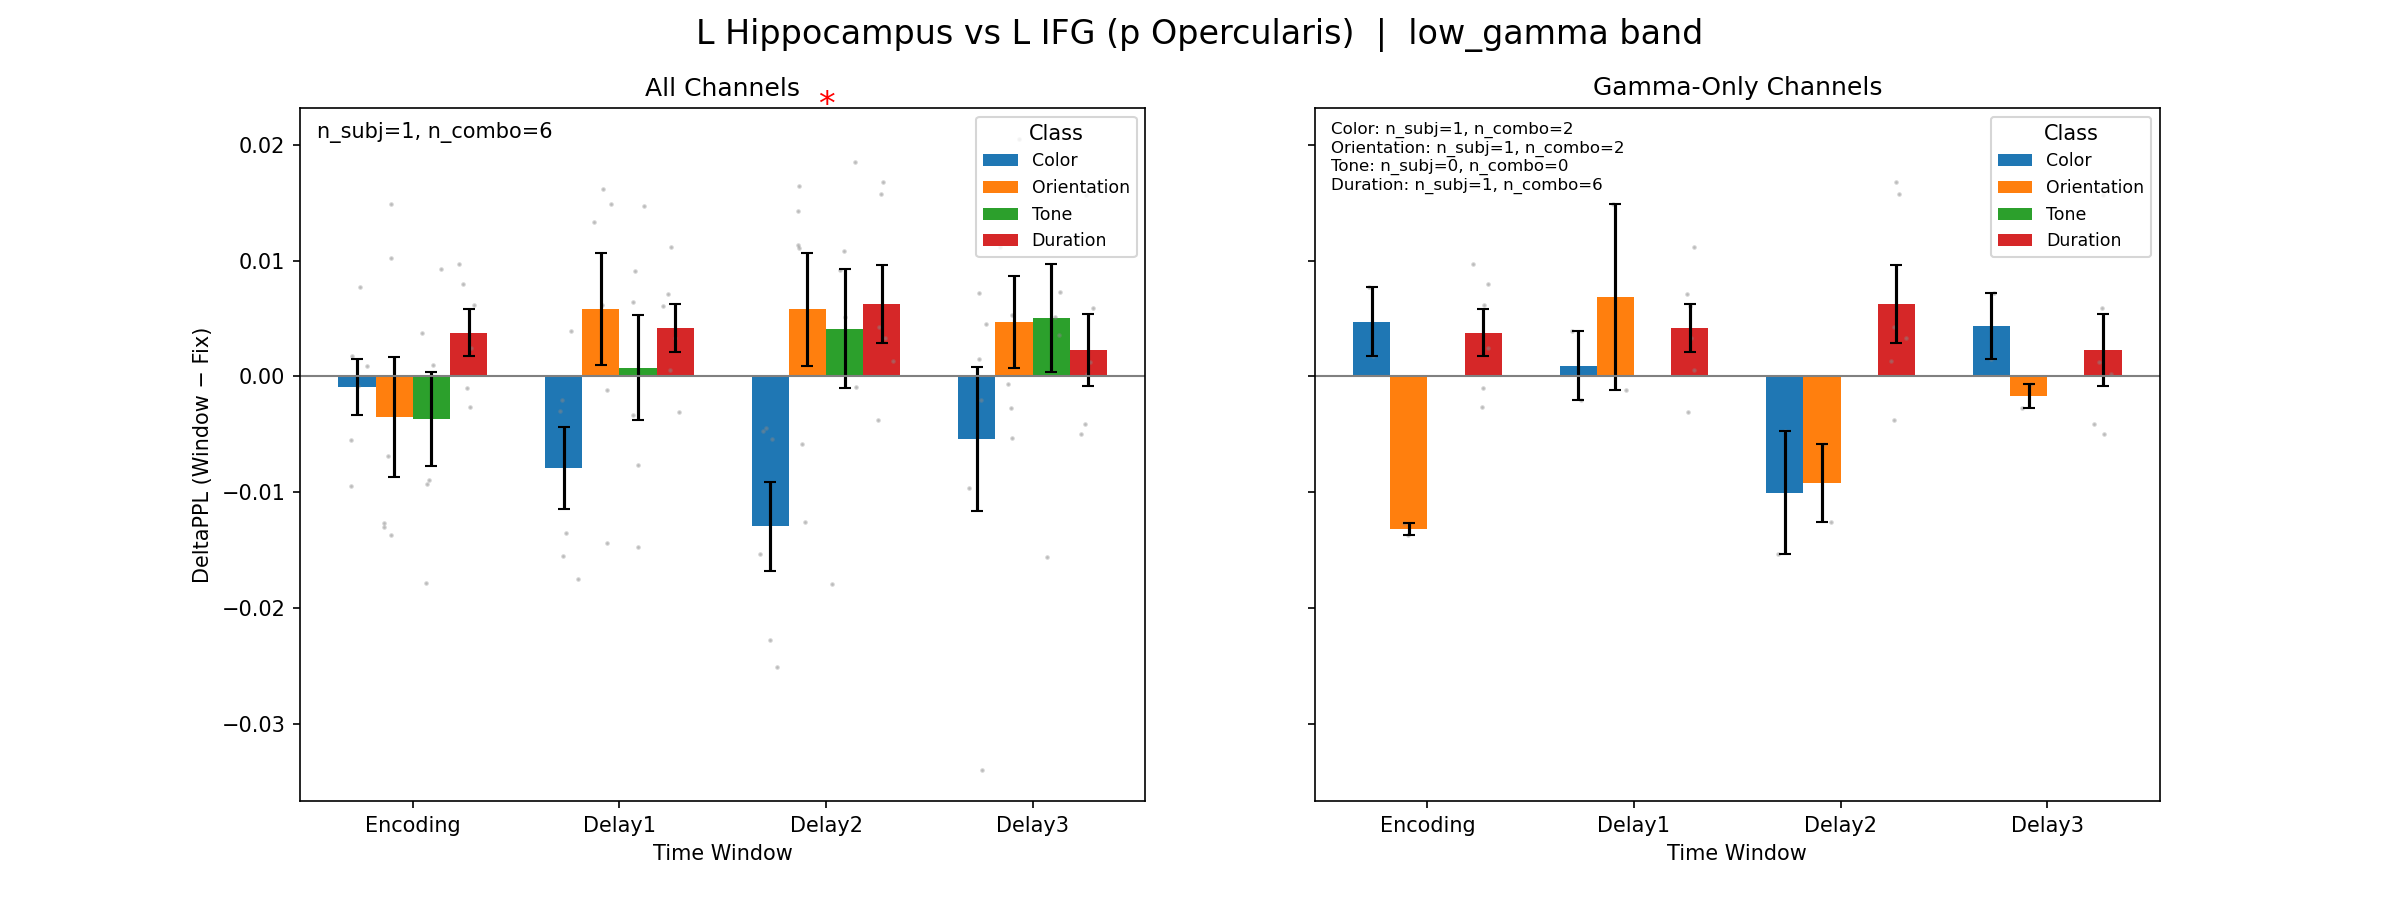 L Hippocampus vs L IFG (p Opercularis) | low_gamma band
All Channels
*
n_subj=1, n_combo=6
Class
Color
Orientation
Tone
Duration
0.02
0.01
0.00
−0.01
−0.02
−0.03
DeltaPPL (Window − Fix)
Encoding
Delay1
Delay2
Delay3
Time Window
Gamma-Only Channels
Color: n_subj=1, n_combo=2
Orientation: n_subj=1, n_combo=2
Tone: n_subj=0, n_combo=0
Duration: n_subj=1, n_combo=6
Class
Color
Orientation
Tone
Duration
Encoding
Delay1
Delay2
Delay3
Time Window